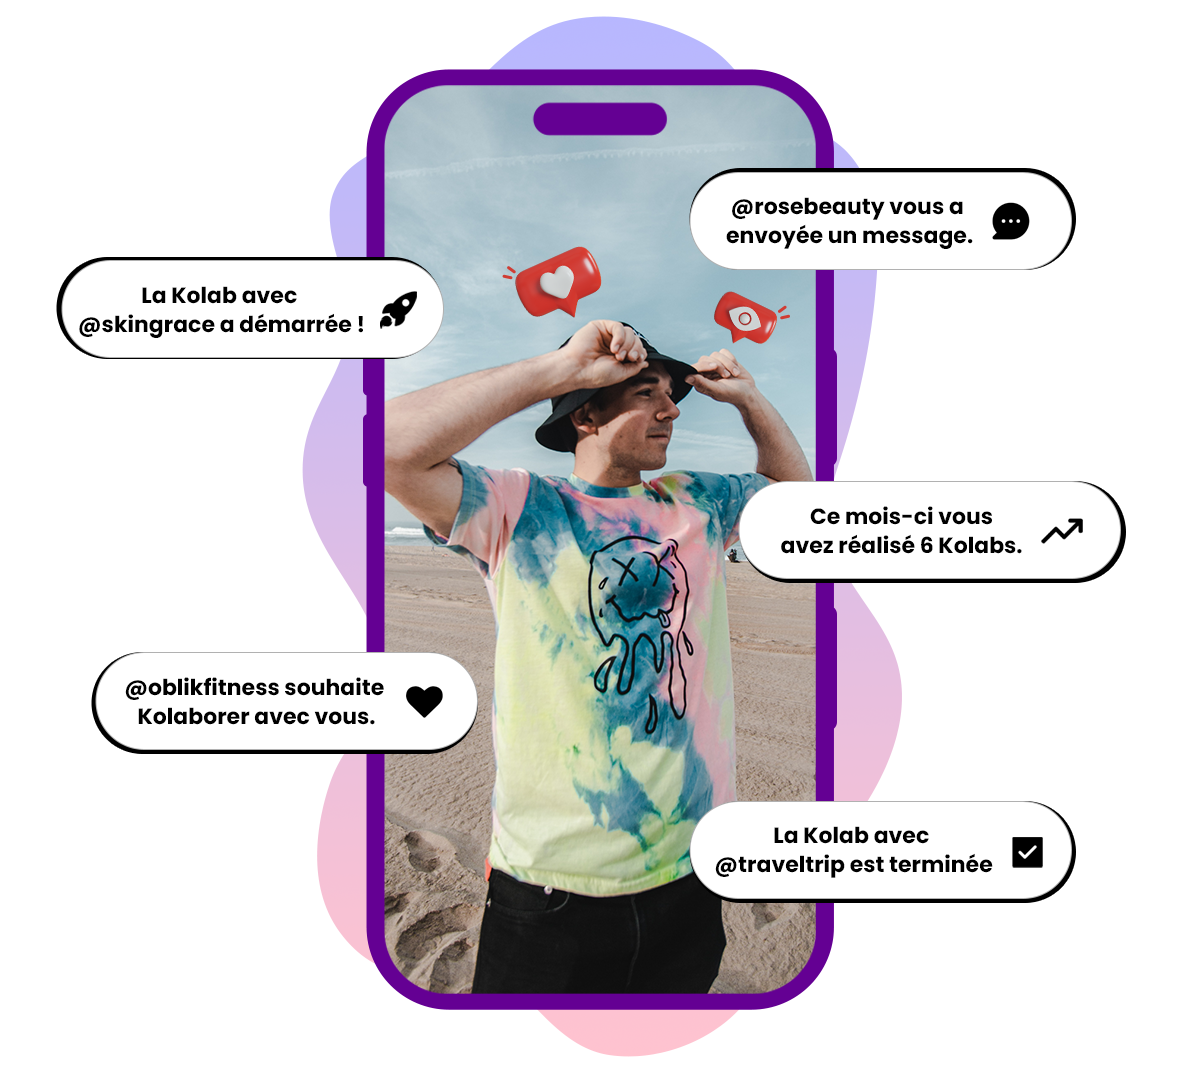 @rosebeauty vous a
envoyée un message.
La Kolab avec
@skingrace a démarrée !
Ce mois-ci vous
avez réalisé 6 Kolabs.
@oblikfitness souhaite
Kolaborer avec vous.
La Kolab avec
@traveltrip est terminée